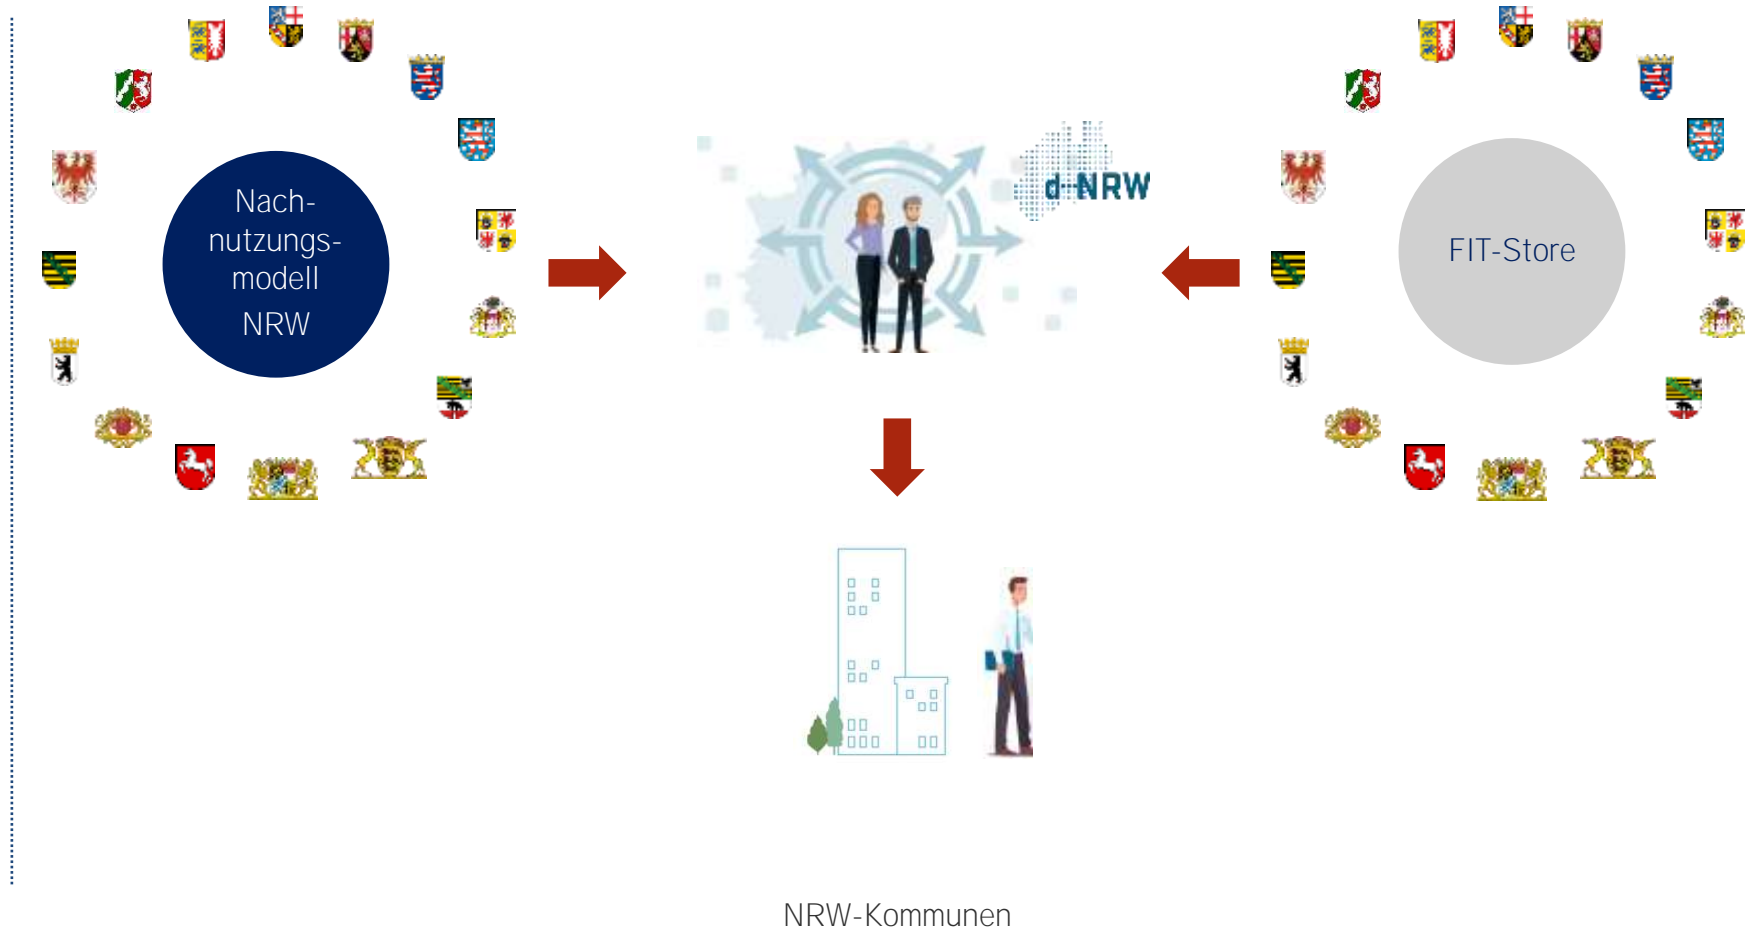 Nach-
nutzungs-
modell
NRW
d-NRW
FIT-Store
NRW-Kommunen